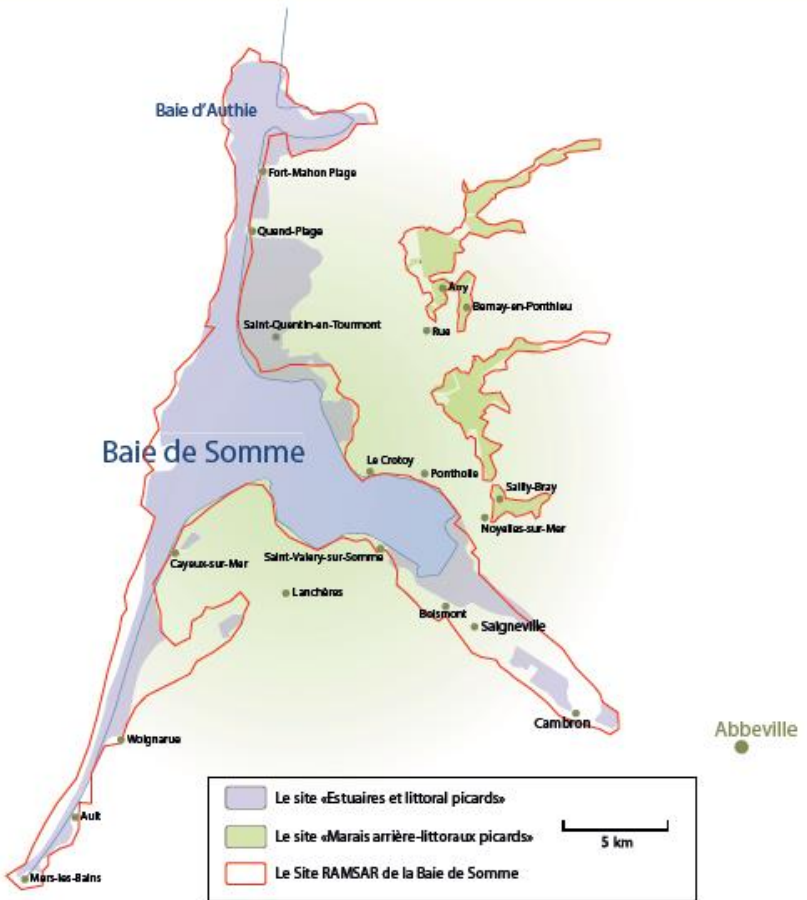 Baie d'Authie
Fort-Mahon Plage
Quend-Plage
Arry
Bernay-en-Ponthieu
Saint-Quentin-en-Tourmont
Rue
Baie de Somme
Le Crotoy
Ponthoile
Sailly-Bray
Noyelles-sur-Mer
Cayeux-sur-Mer
Saint-Valery-sur-Somme
Lanchères
Boismont
Saigneville
Cambron
Abbeville
Woignarue
Ault
Mers-les-Bains
Le site «Estuaires et littoral picards»
Le site «Marais arrière-littoraux picards»
5 km
Le Site RAMSAR de la Baie de Somme